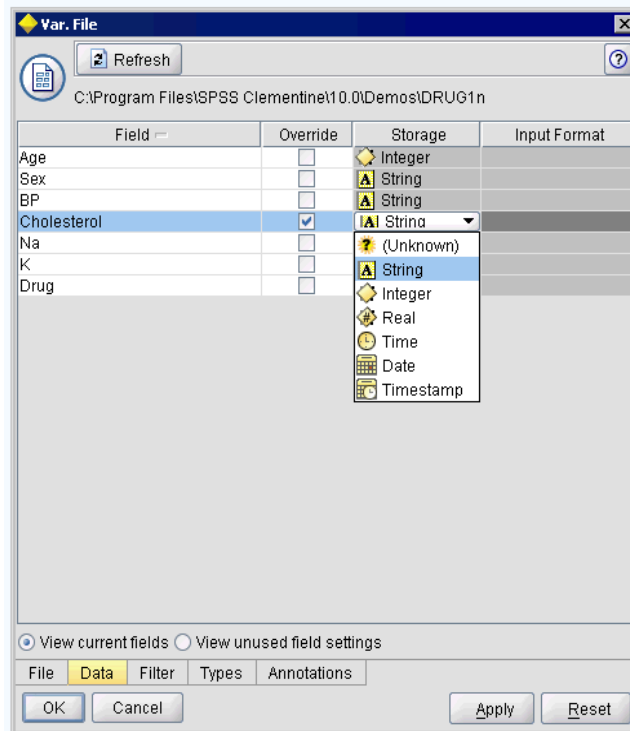 Var. File
Refresh
C:\Program Files\SPSS Clementine\10.0\Demos\DRUG1n
Field Override Storage Input Format
Age Integer
Sex A String
BP A String
Cholesterol A String
Na ? (Unknown)
K A String
Drug Integer
# Real
Time
Date
Timestamp
View current fields View unused field settings
File Data Filter Types Annotations
OK Cancel Apply Reset